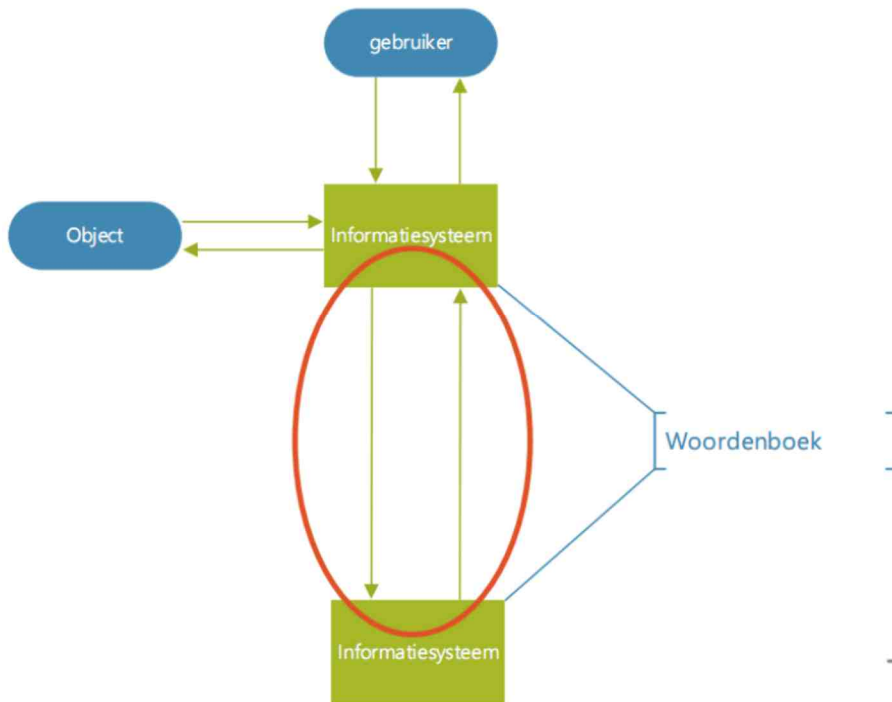 gebruiker
Object
Informatiesysteem
Woordenboek
Informatiesysteem